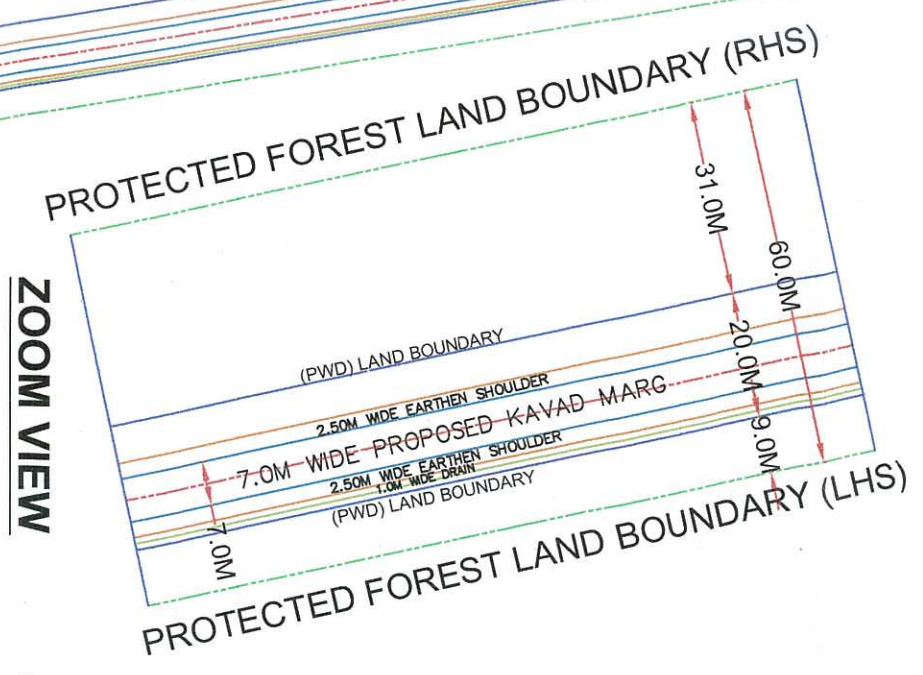 PROTECTED FOREST LAND BOUNDARY (RHS)
31.0M
60.0M
ZOOM VIEW
(PWD) LAND BOUNDARY
20.0M
2.50M WIDE EARTHEN SHOULDER
7.0M WIDE PROPOSED KAVAD MARG
9.0M
2.50M WIDE EARTHEN SHOULDER
1.0M WIDE DRAIN
(PWD) LAND BOUNDARY
7.0M
PROTECTED FOREST LAND BOUNDARY (LHS)